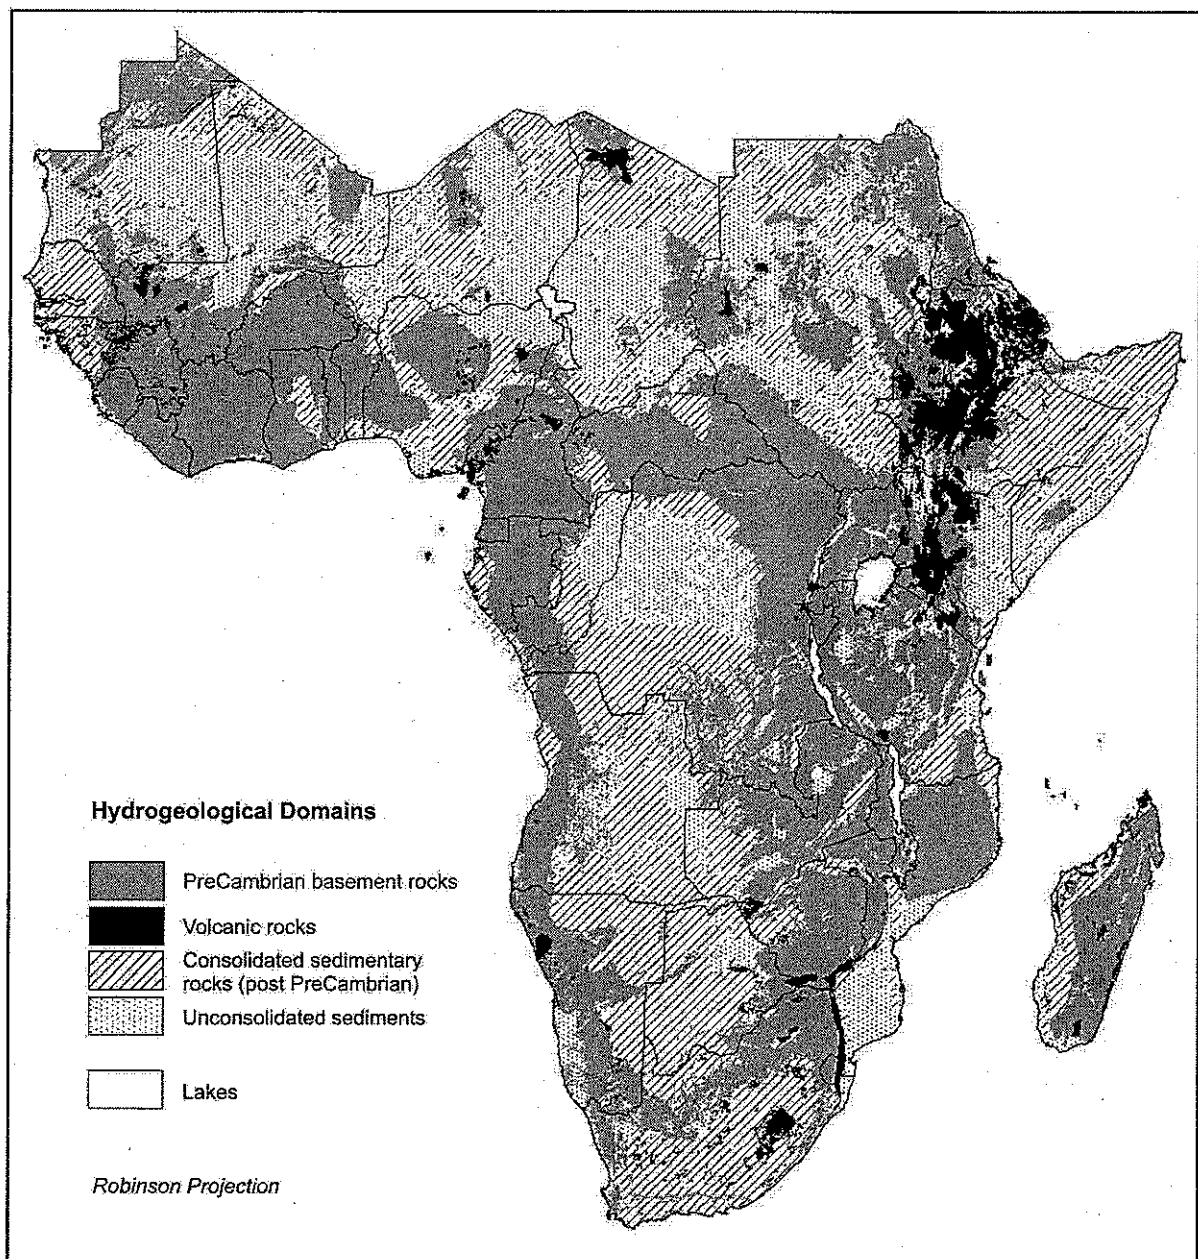 Hydrogeological Domains
PreCambrian basement rocks
Volcanic rocks
Consolidated sedimentary
rocks (post PreCambrian)
Unconsolidated sediments
Lakes
Robinson Projection